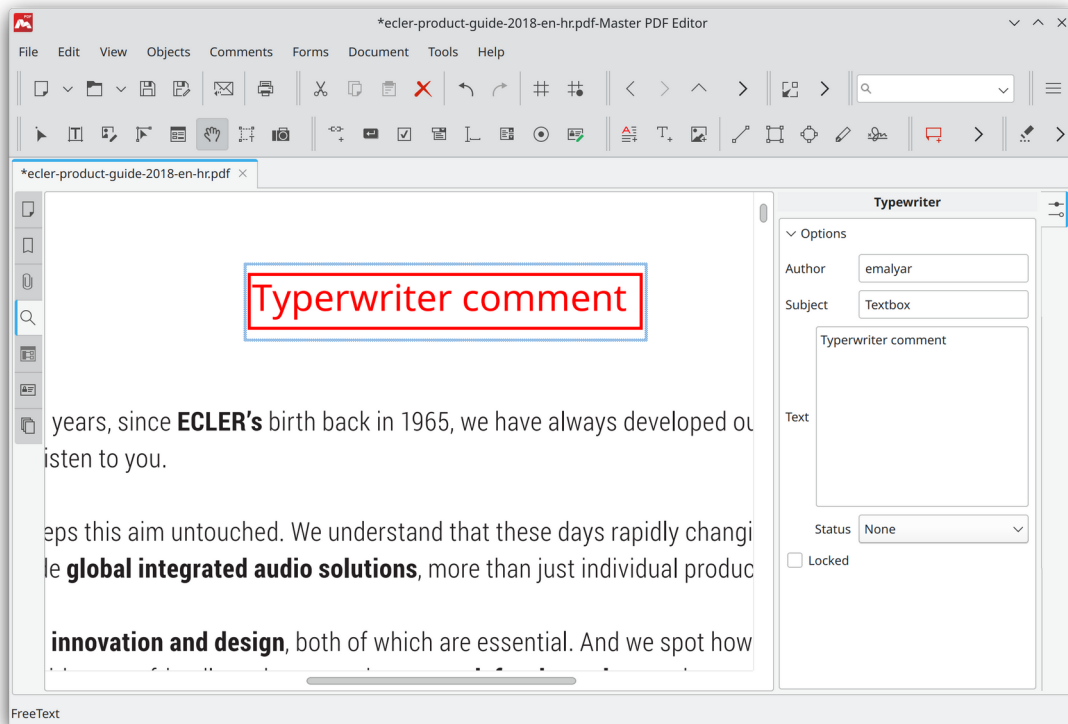 *ecler-product-guide-2018-en-hr.pdf-Master PDF Editor
File Edit View Objects Comments Forms Document Tools Help
*ecler-product-guide-2018-en-hr.pdf
Typerwriter comment
years, since ECLER's birth back in 1965, we have always developed ou
isten to you.
eps this aim untouched. We understand that these days rapidly changi
le global integrated audio solutions, more than just individual produc
innovation and design, both of which are essential. And we spot how
Typewriter
Options
Author emalyar
Subject Textbox
Text Typerwriter comment
Status None
Locked
FreeText